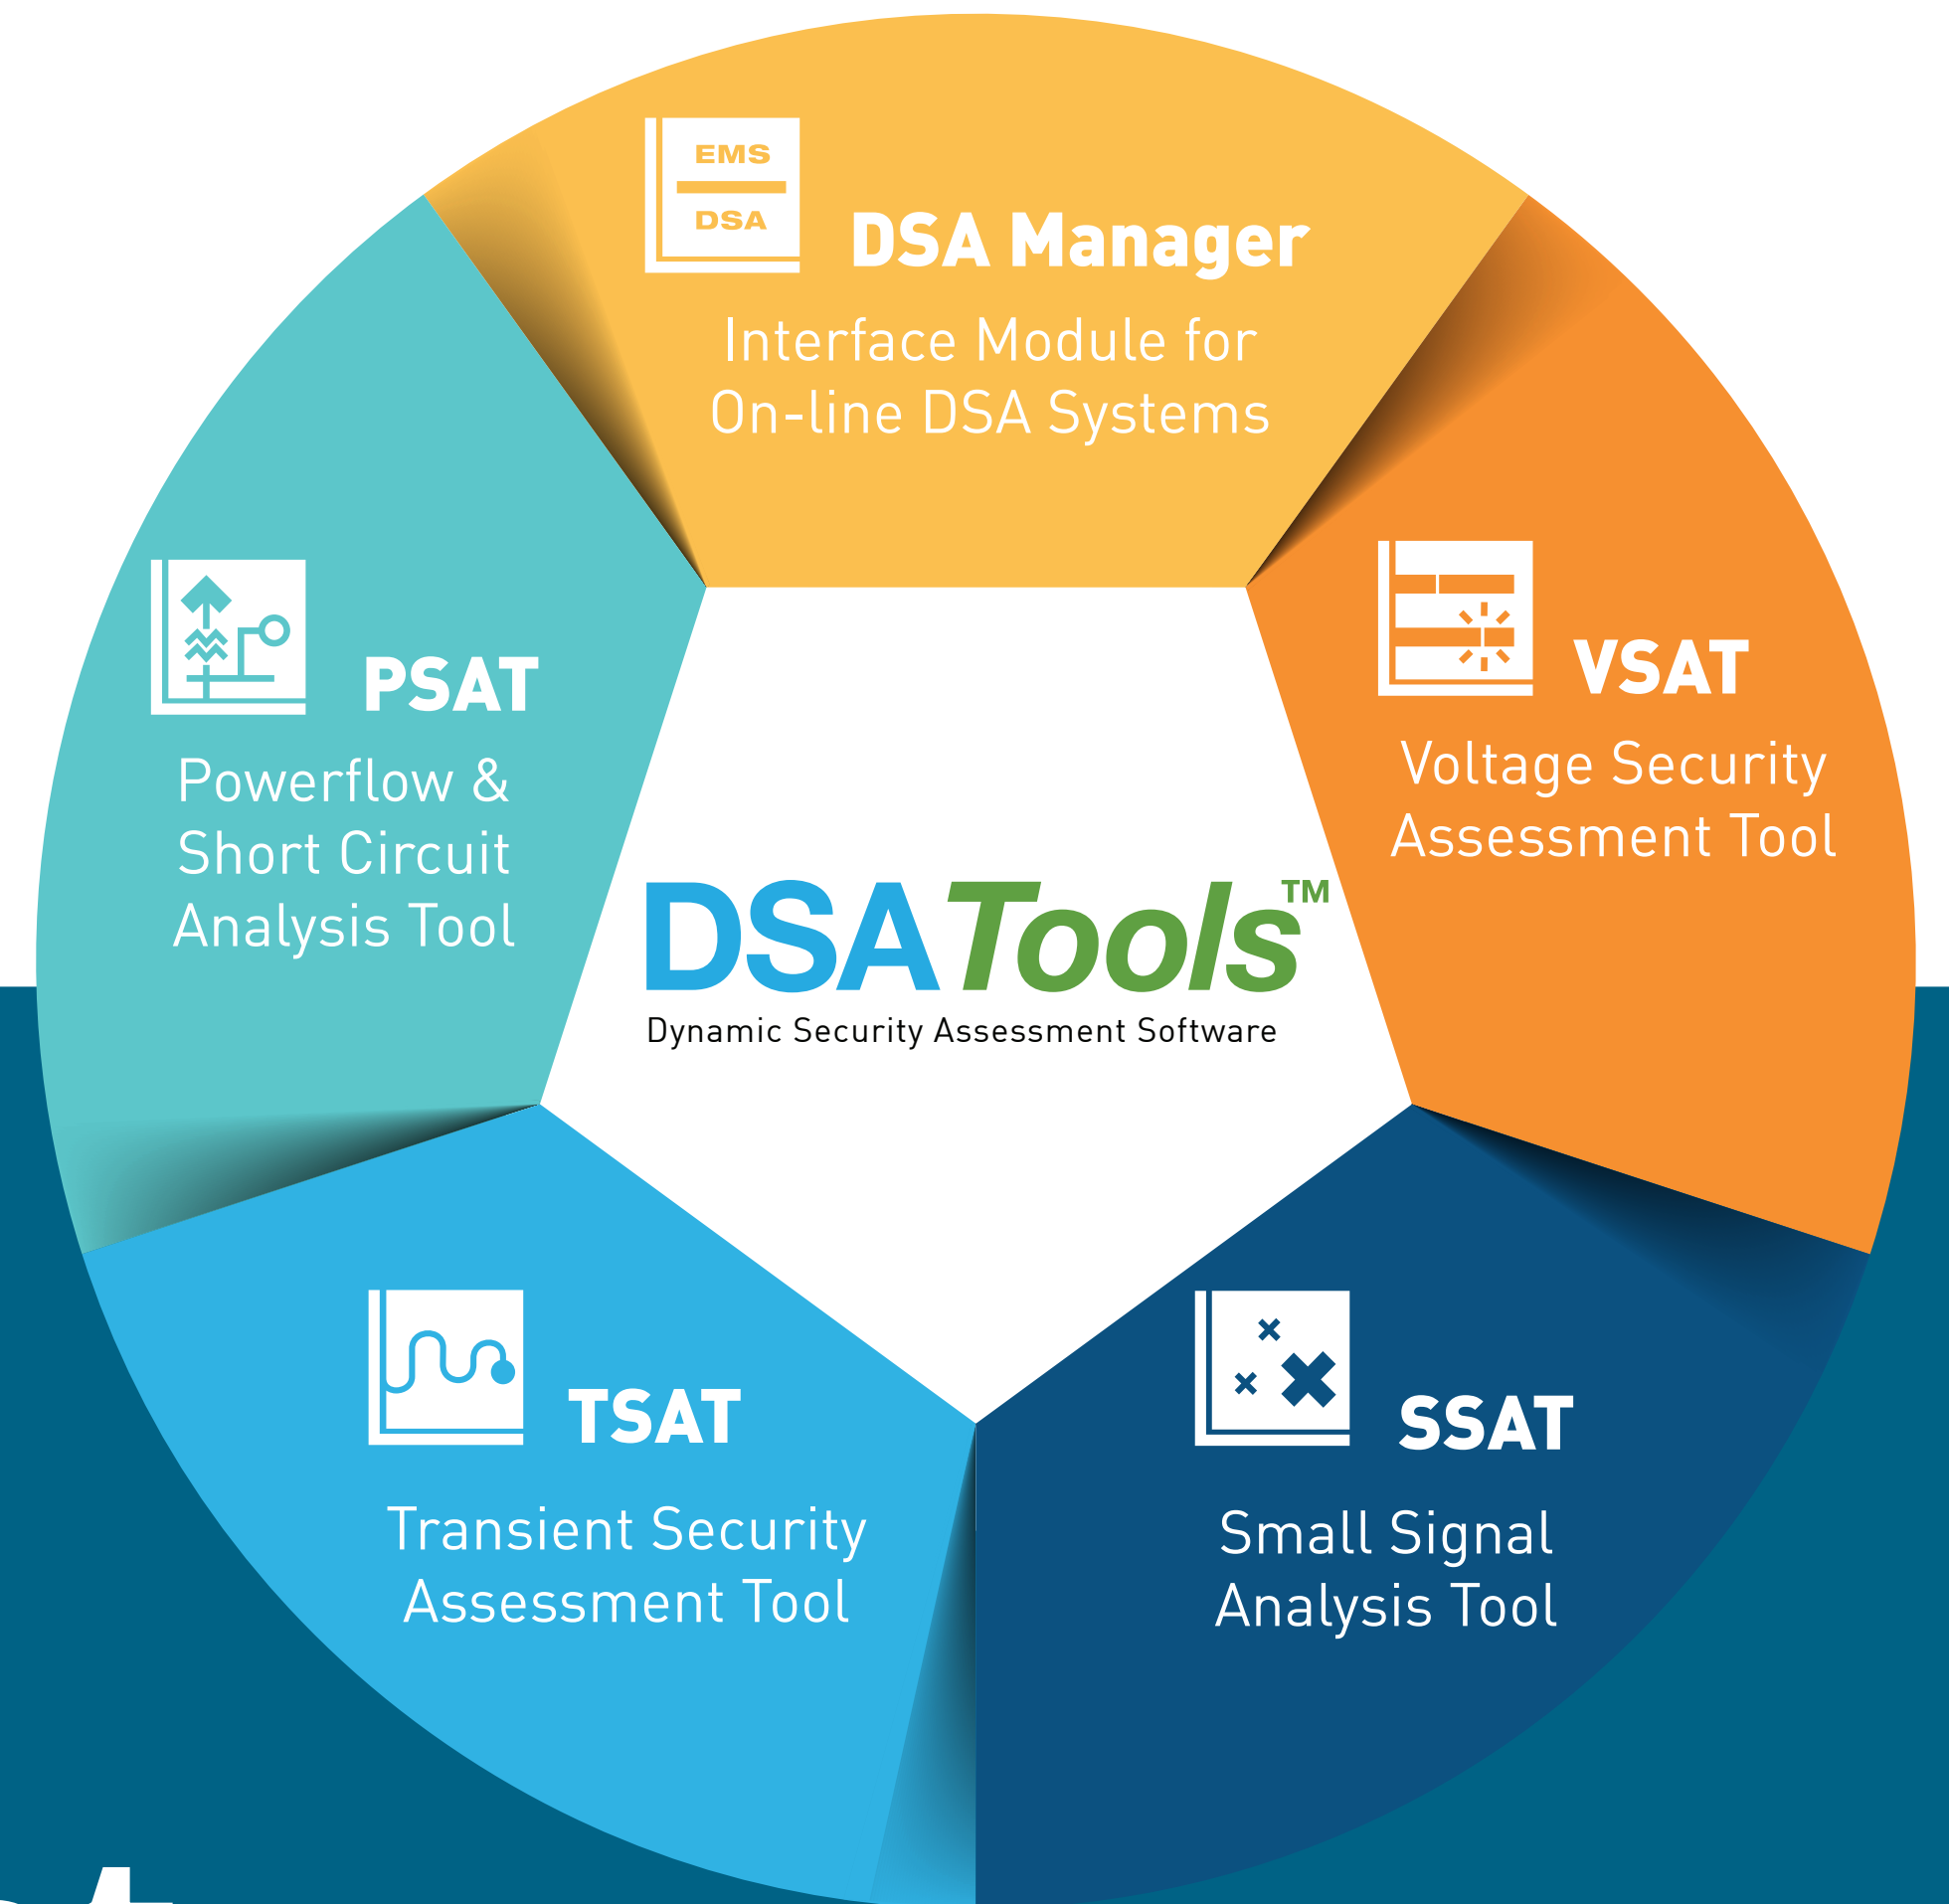 EMS
DSA
DSA Manager
Interface Module for
On-line DSA Systems
VSAT
Voltage Security
Assessment Tool
PSAT
Powerflow &
Short Circuit
Analysis Tool
DSATools™
Dynamic Security Assessment Software
TSAT
Transient Security
Assessment Tool
SSAT
Small Signal
Analysis Tool